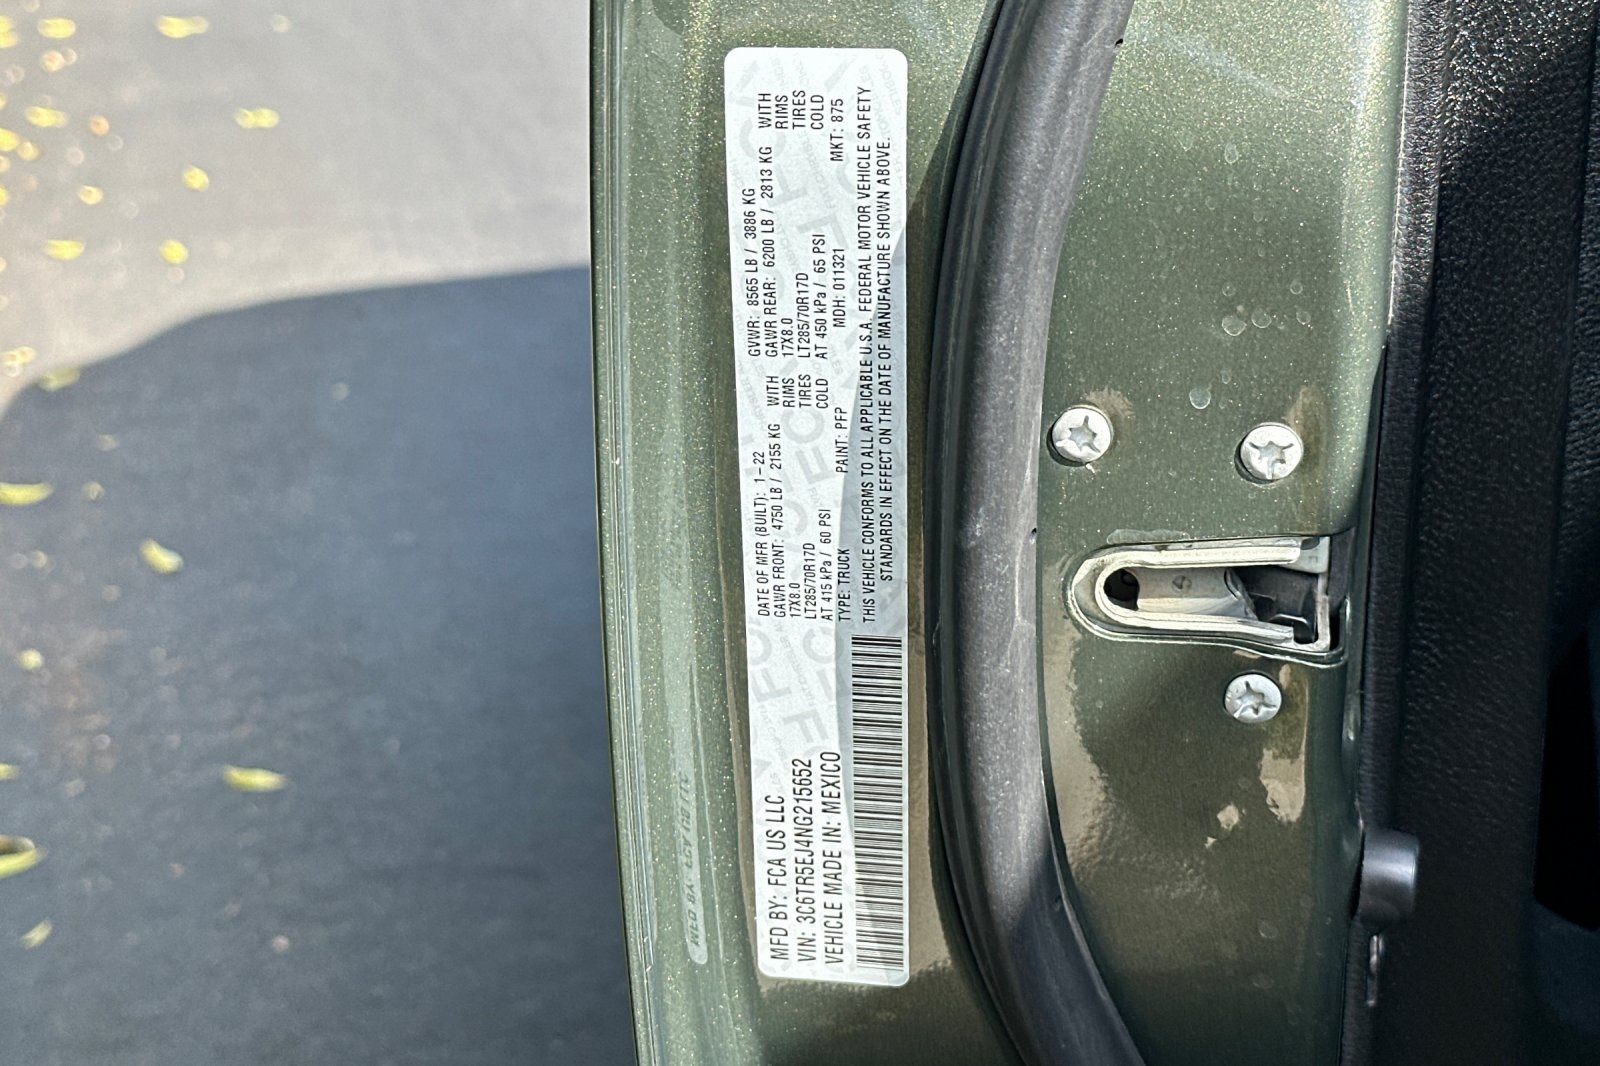 MFD BY: FCA US LLC
DATE OF MFR (BUILT): 1-22
GVWR: 8565 LB / 3886 KG
GAWR FRONT: 4750 LB / 2155 KG WITH
GAWR REAR: 6200 LB / 2813 KG WITH
17X8.0 RIMS
17X8.0 RIMS
LT285/70R17D TIRES
LT285/70R17D TIRES
AT 415 kPa / 60 PSI COLD
AT 450 kPa / 65 PSI COLD
VIN: 3C6TR5EJ4NG215652
VEHICLE MADE IN: MEXICO
TYPE: TRUCK PAINT: PFP MDH: 011321 MKT: 875
THIS VEHICLE CONFORMS TO ALL APPLICABLE U.S.A. FEDERAL MOTOR VEHICLE SAFETY
STANDARDS IN EFFECT ON THE DATE OF MANUFACTURE SHOWN ABOVE.